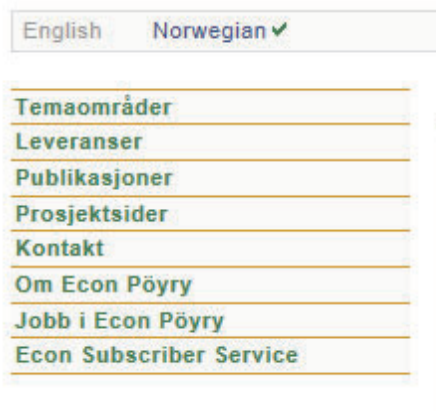 English Norwegian ✔
Temaområder
Leveranser
Publikasjoner
Prosjektsider
Kontakt
Om Econ Pöyry
Jobb i Econ Pöyry
Econ Subscriber Service